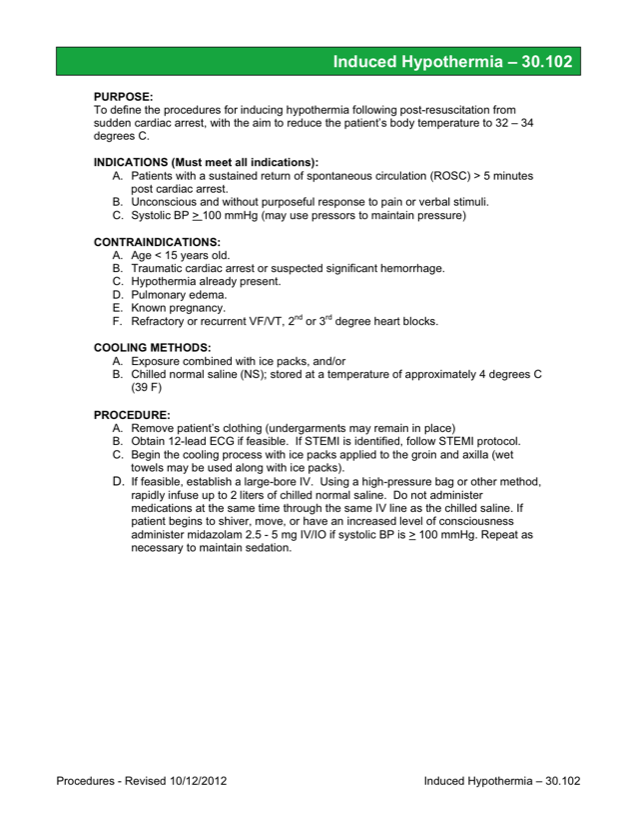 Induced Hypothermia – 30.102
PURPOSE:
To define the procedures for inducing hypothermia following post-resuscitation from
sudden cardiac arrest, with the aim to reduce the patient's body temperature to 32 – 34
degrees C.
INDICATIONS (Must meet all indications):
A. Patients with a sustained return of spontaneous circulation (ROSC) > 5 minutes
post cardiac arrest.
B. Unconscious and without purposeful response to pain or verbal stimuli.
C. Systolic BP ≥ 100 mmHg (may use pressors to maintain pressure)
CONTRAINDICATIONS:
A. Age < 15 years old.
B. Traumatic cardiac arrest or suspected significant hemorrhage.
C. Hypothermia already present.
D. Pulmonary edema.
E. Known pregnancy.
F. Refractory or recurrent VF/VT, 2nd or 3rd degree heart blocks.
COOLING METHODS:
A. Exposure combined with ice packs, and/or
B. Chilled normal saline (NS); stored at a temperature of approximately 4 degrees C
(39 F)
PROCEDURE:
A. Remove patient's clothing (undergarments may remain in place)
B. Obtain 12-lead ECG if feasible. If STEMI is identified, follow STEMI protocol.
C. Begin the cooling process with ice packs applied to the groin and axilla (wet
towels may be used along with ice packs).
D. If feasible, establish a large-bore IV. Using a high-pressure bag or other method,
rapidly infuse up to 2 liters of chilled normal saline. Do not administer
medications at the same time through the same IV line as the chilled saline. If
patient begins to shiver, move, or have an increased level of consciousness
administer midazolam 2.5 - 5 mg IV/IO if systolic BP is ≥ 100 mmHg. Repeat as
necessary to maintain sedation.
Procedures - Revised 10/12/2012
Induced Hypothermia – 30.102